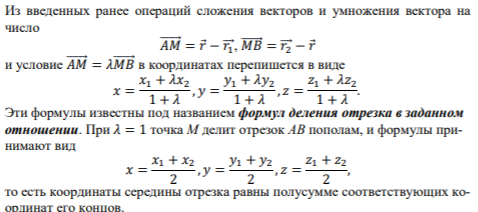 Из введенных ранее операций сложения векторов и умножения вектора на
число
$\overrightarrow{AM} = \vec{r} - \vec{r_1}, \overrightarrow{MB} = \vec{r_2} - \vec{r}$
и условие $\overrightarrow{AM} = \lambda\overrightarrow{MB}$ в координатах перепишется в виде
$x = \frac{x_1 + \lambda x_2}{1 + \lambda}, y = \frac{y_1 + \lambda y_2}{1 + \lambda}, z = \frac{z_1 + \lambda z_2}{1 + \lambda}.$
Эти формулы известны под названием формул деления отрезка в заданном
отношении. При $\lambda = 1$ точка M делит отрезок AB пополам, и формулы при-
нимают вид
$x = \frac{x_1 + x_2}{2}, y = \frac{y_1 + y_2}{2}, z = \frac{z_1 + z_2}{2},$
то есть координаты середины отрезка равны полусумме соответствующих ко-
ординат его концов.